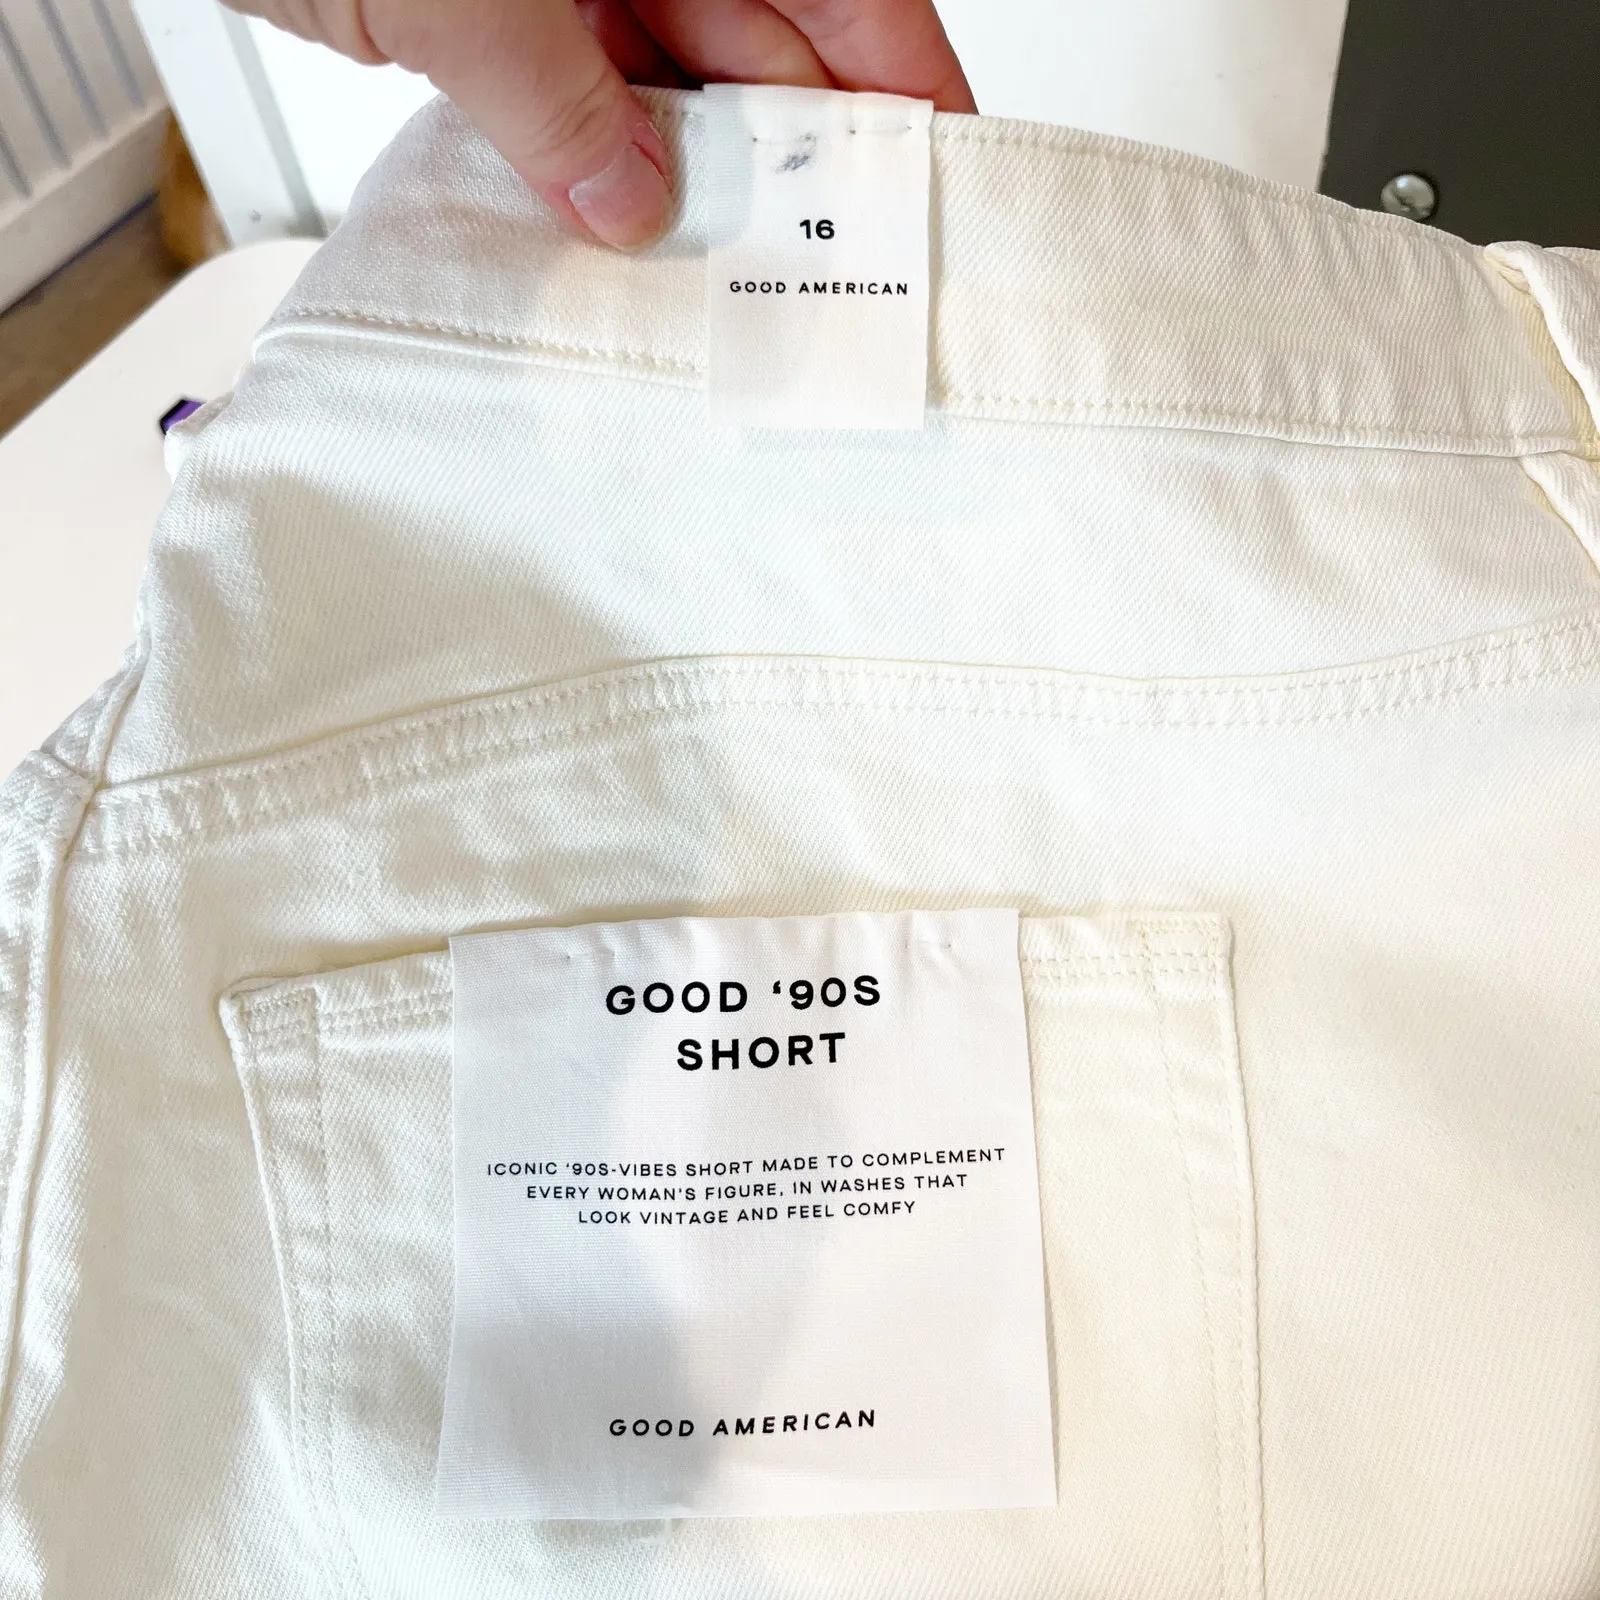 16
GOOD AMERICAN
GOOD ‘90S
SHORT
ICONIC ‘90S-VIBES SHORT MADE TO COMPLEMENT
EVERY WOMAN'S FIGURE, IN WASHES THAT
LOOK VINTAGE AND FEEL COMFY
GOOD AMERICAN